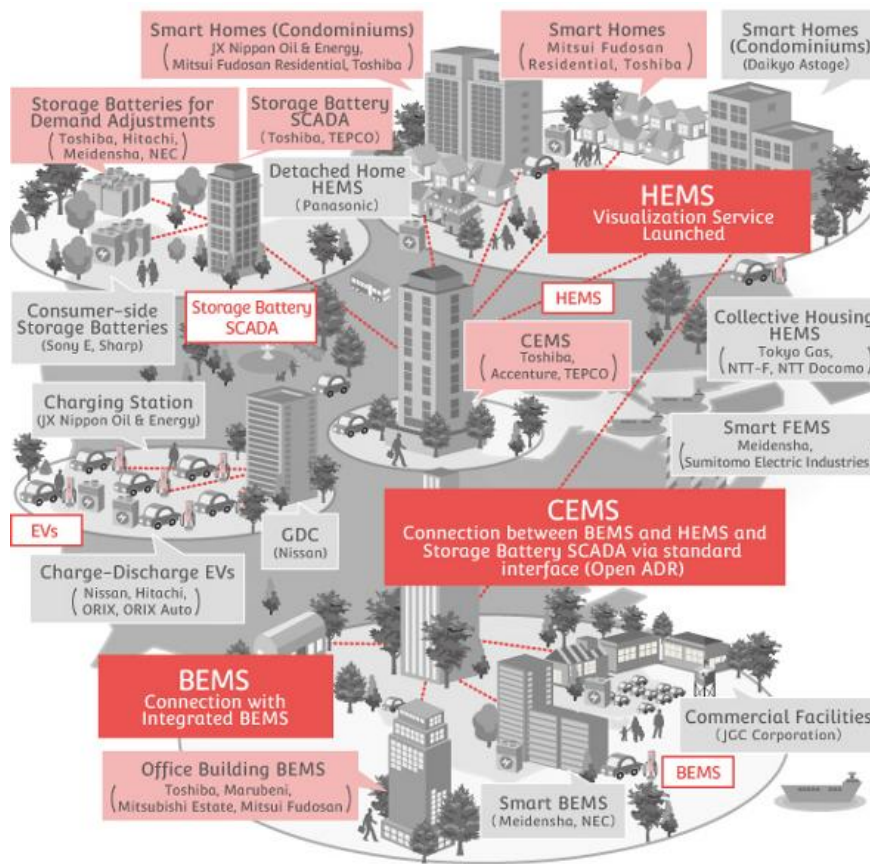 Smart Homes (Condominiums)
(JX Nippon Oil & Energy,
Mitsui Fudosan Residential, Toshiba)
Smart Homes
(Mitsui Fudosan
Residential, Toshiba)
Smart Homes
(Condominiums)
(Daikyo Astage)
Storage Batteries for
Demand Adjustments
(Toshiba, Hitachi,
Meidensha, NEC)
Storage Battery
SCADA
(Toshiba, TEPCO)
Detached Home
HEMS
(Panasonic)
HEMS
Visualization Service
Launched
Consumer-side
Storage Batteries
(Sony E, Sharp)
Storage Battery
SCADA
HEMS
CEMS
(Toshiba,
Accenture, TEPCO)
Collective Housing
HEMS
(Tokyo Gas,
NTT-F, NTT Docomo)
Charging Station
(JX Nippon Oil & Energy)
Smart FEMS
(Meidensha,
Sumitomo Electric Industries)
EVs
GDC
(Nissan)
CEMS
Connection between BEMS and HEMS and
Storage Battery SCADA via standard
interface (Open ADR)
Charge-Discharge EVs
(Nissan, Hitachi,
ORIX, ORIX Auto)
BEMS
Connection with
Integrated BEMS
Commercial Facilities
(JGC Corporation)
Office Building BEMS
(Toshiba, Marubeni,
Mitsubishi Estate, Mitsui Fudosan)
Smart BEMS
(Meidensha, NEC)
BEMS